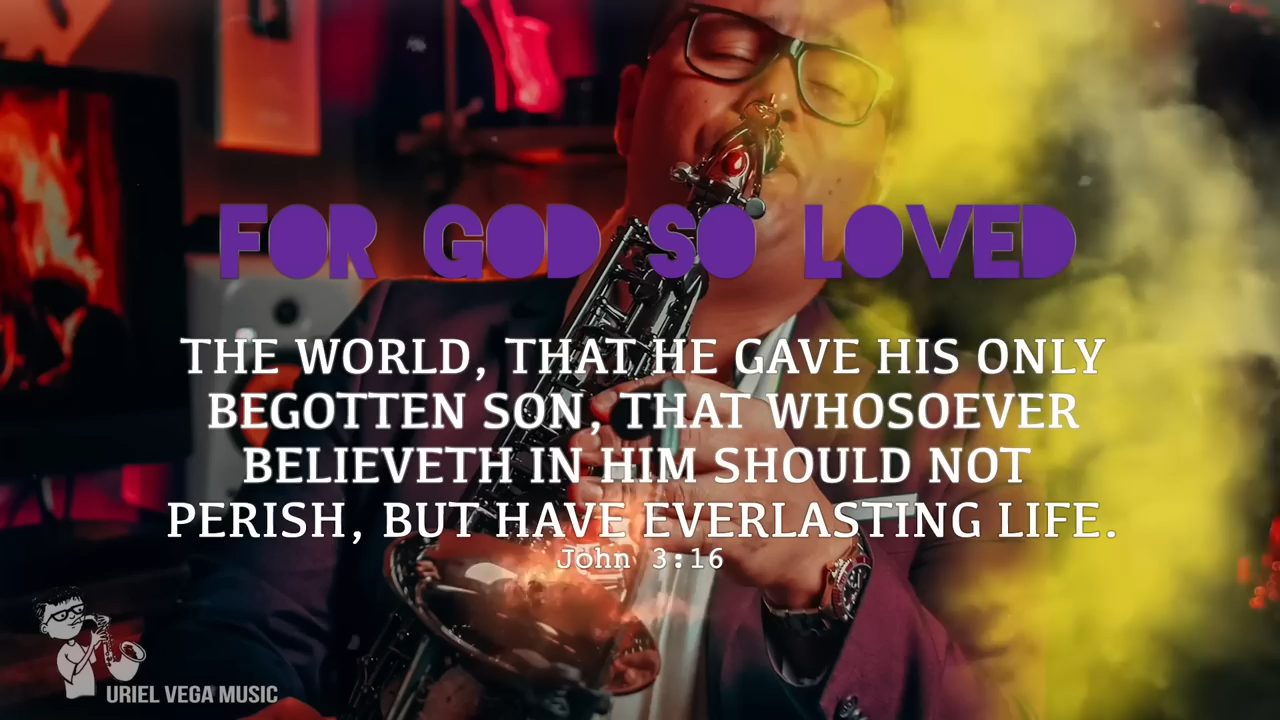 FOR GOD SO LOVED
THE WORLD, THAT HE GAVE HIS ONLY
BEGOTTEN SON, THAT WHOSOEVER
BELIEVETH IN HIM SHOULD NOT
PERISH, BUT HAVE EVERLASTING LIFE.
John 3:16
URIEL VEGA MUSIC